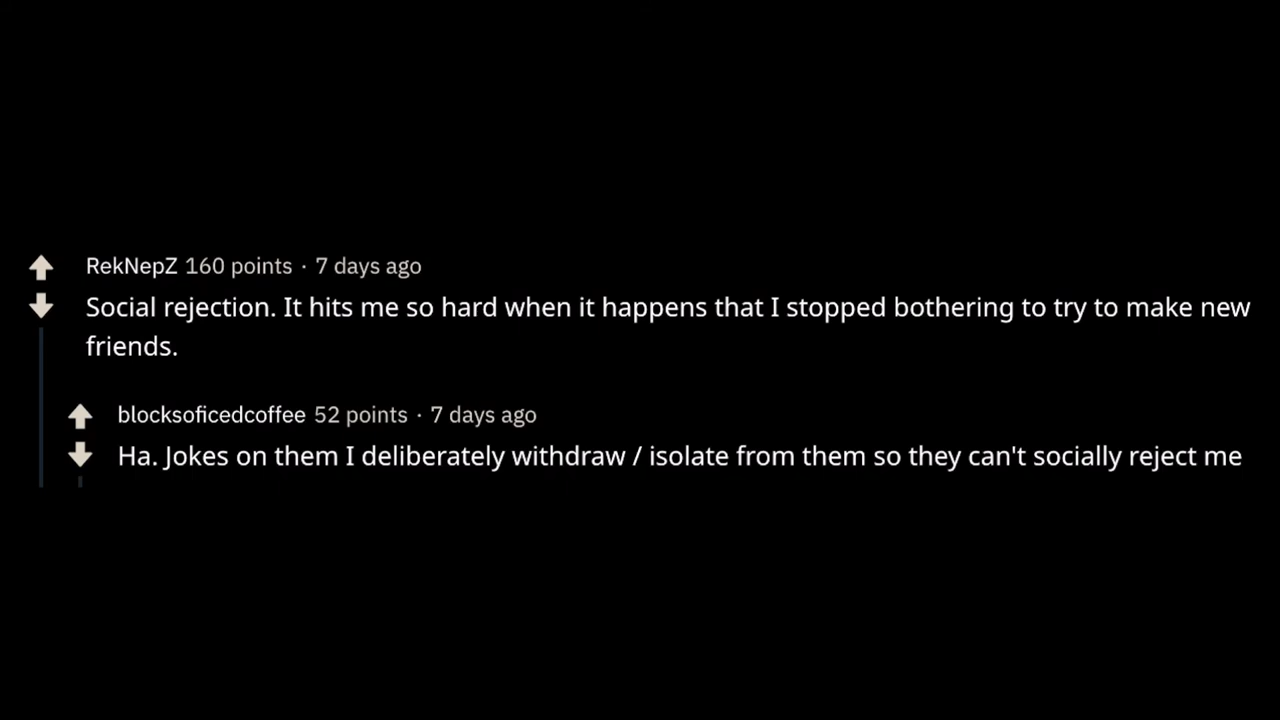 RekNepZ 160 points · 7 days ago
Social rejection. It hits me so hard when it happens that I stopped bothering to try to make new
friends.
blocksoficedcoffee 52 points · 7 days ago
Ha. Jokes on them I deliberately withdraw / isolate from them so they can't socially reject me